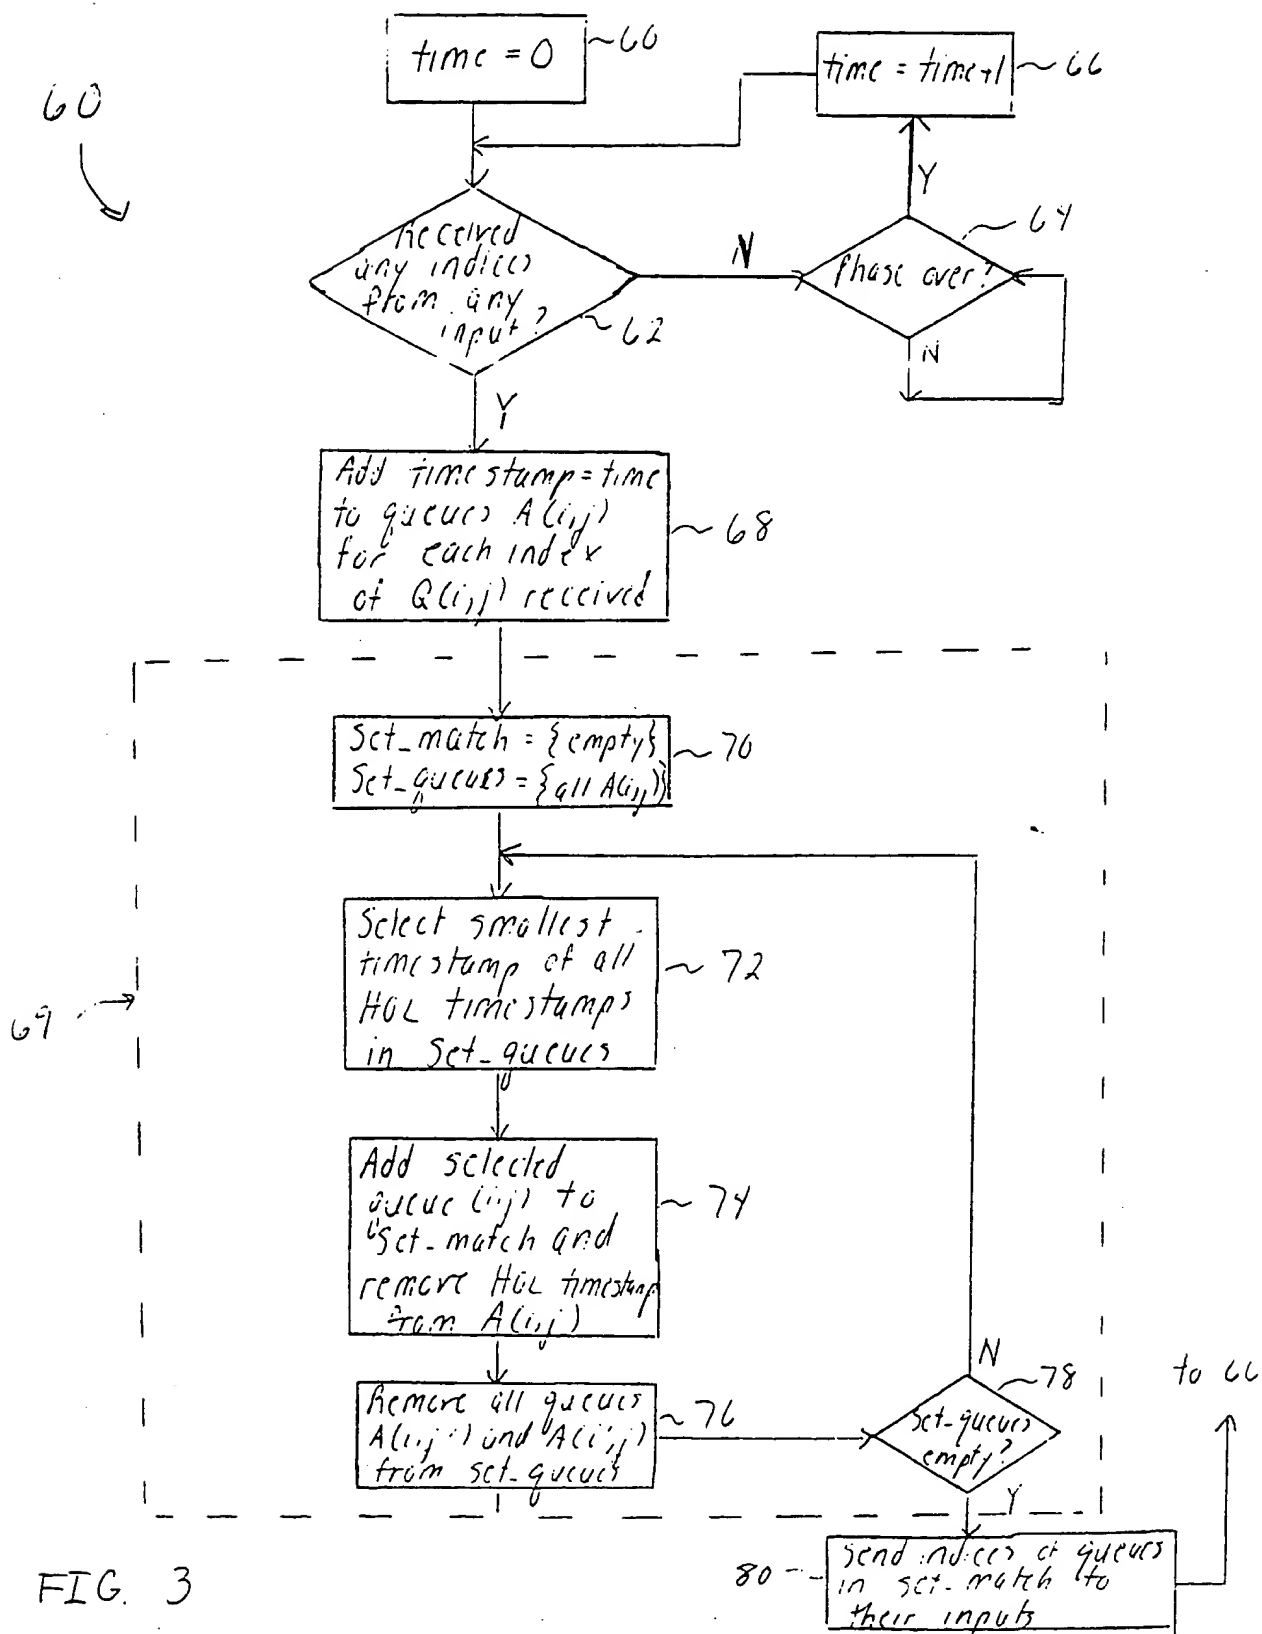 time = 0
60
time = time+1
66
60
Y
64
Received
any indices
from any
input?
N
Phase over?
62
N
Y
Add timestamp=time
to queues A(i,j)
for each index
of Q(i,j) received
68
Set_match = {empty}
Set_queues = {all A(i,j)}
70
Select smallest
timestamp of all
HOL timestamps
in Set_queues
72
69
Add selected
queue (i,j) to
Set_match and
remove HOL timestamp
from A(i,j)
74
N
78
to 66
Remove all queues
A(i,j') and A(i',j)
from set_queues
76
Set_queues
empty?
Y
Send indices of queues
in set_match to
their inputs
80
FIG. 3